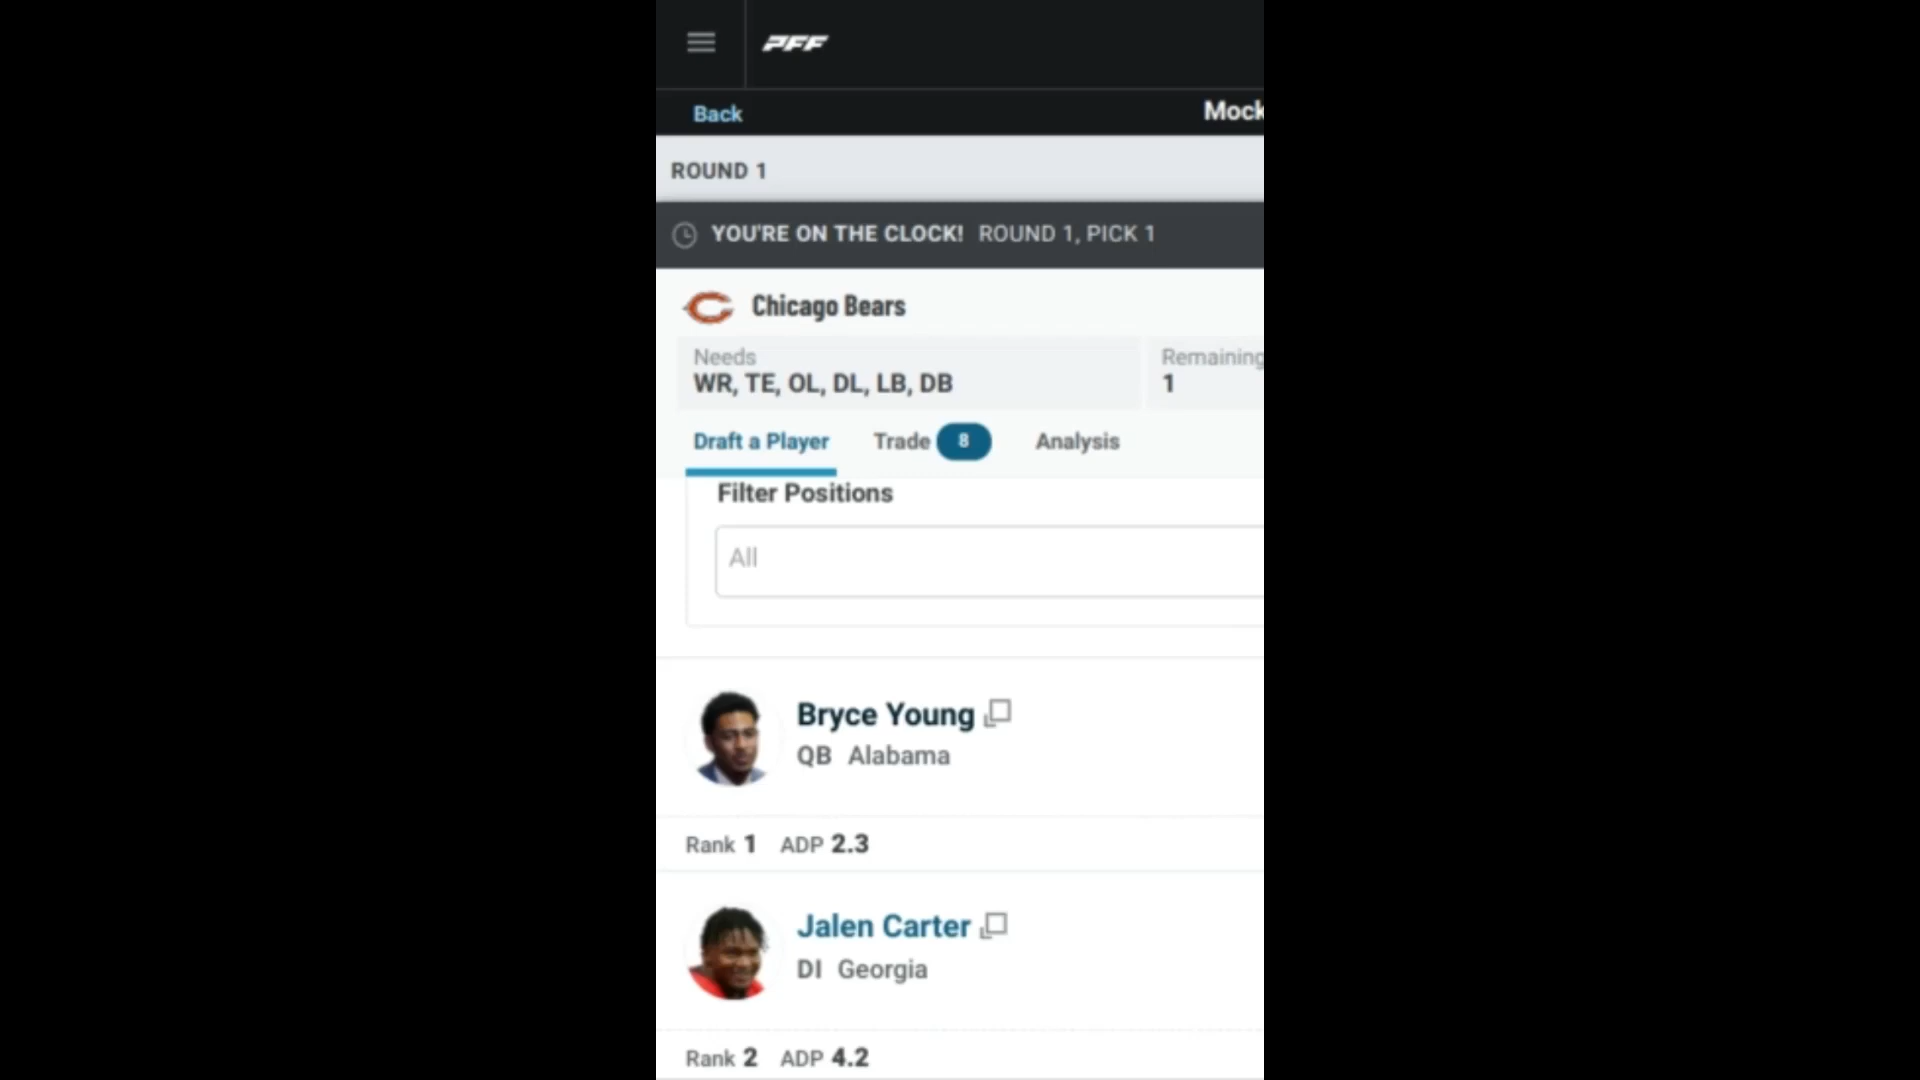 PFF
Back
Mock
ROUND 1
YOU'RE ON THE CLOCK! ROUND 1, PICK 1
Chicago Bears
Needs
WR, TE, OL, DL, LB, DB
Remaining
1
Draft a Player
Trade 8
Analysis
Filter Positions
All
Bryce Young
QB Alabama
Rank 1 ADP 2.3
Jalen Carter
DI Georgia
Rank 2 ADP 4.2